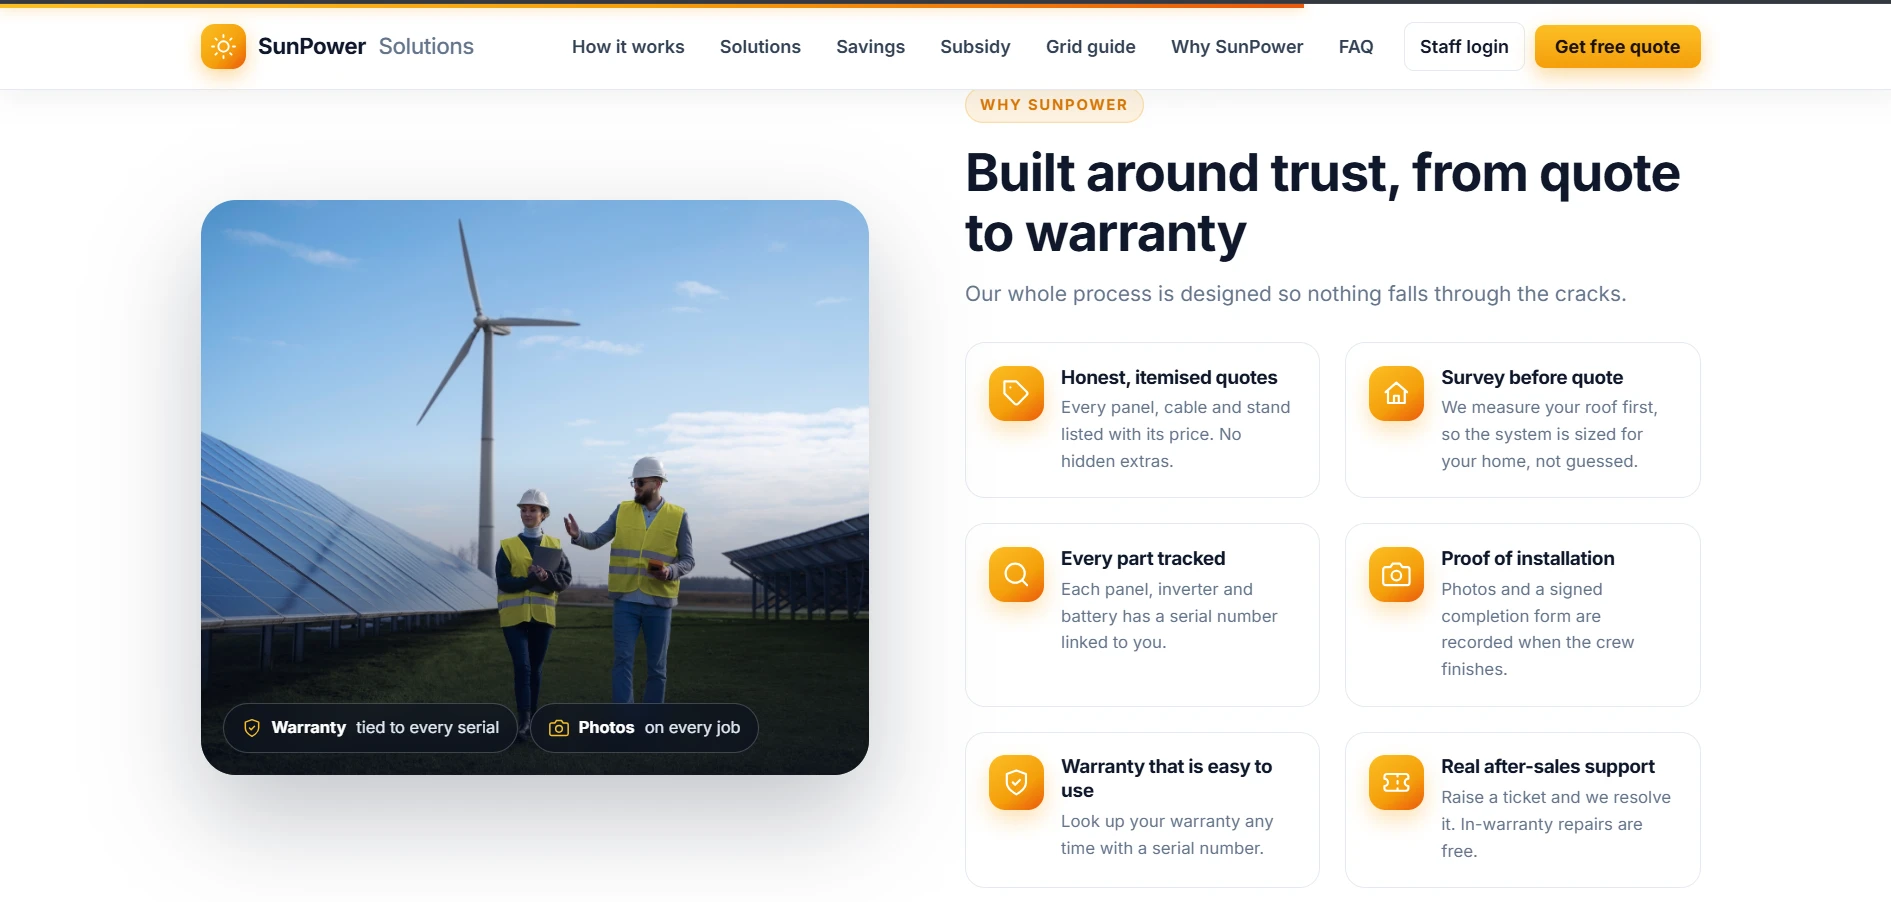 SunPower Solutions
How it works
Solutions
Savings
Subsidy
Grid guide
Why SunPower
FAQ
Staff login
Get free quote
WHY SUNPOWER
Built around trust, from quote
to warranty
Our whole process is designed so nothing falls through the cracks.
Honest, itemised quotes
Every panel, cable and stand
listed with its price. No
hidden extras.
Survey before quote
We measure your roof first,
so the system is sized for
your home, not guessed.
Every part tracked
Each panel, inverter and
battery has a serial number
linked to you.
Proof of installation
Photos and a signed
completion form are
recorded when the crew
finishes.
Warranty that is easy to
use
Look up your warranty any
time with a serial number.
Real after-sales support
Raise a ticket and we resolve
it. In-warranty repairs are
free.
Warranty tied to every serial
Photos on every job